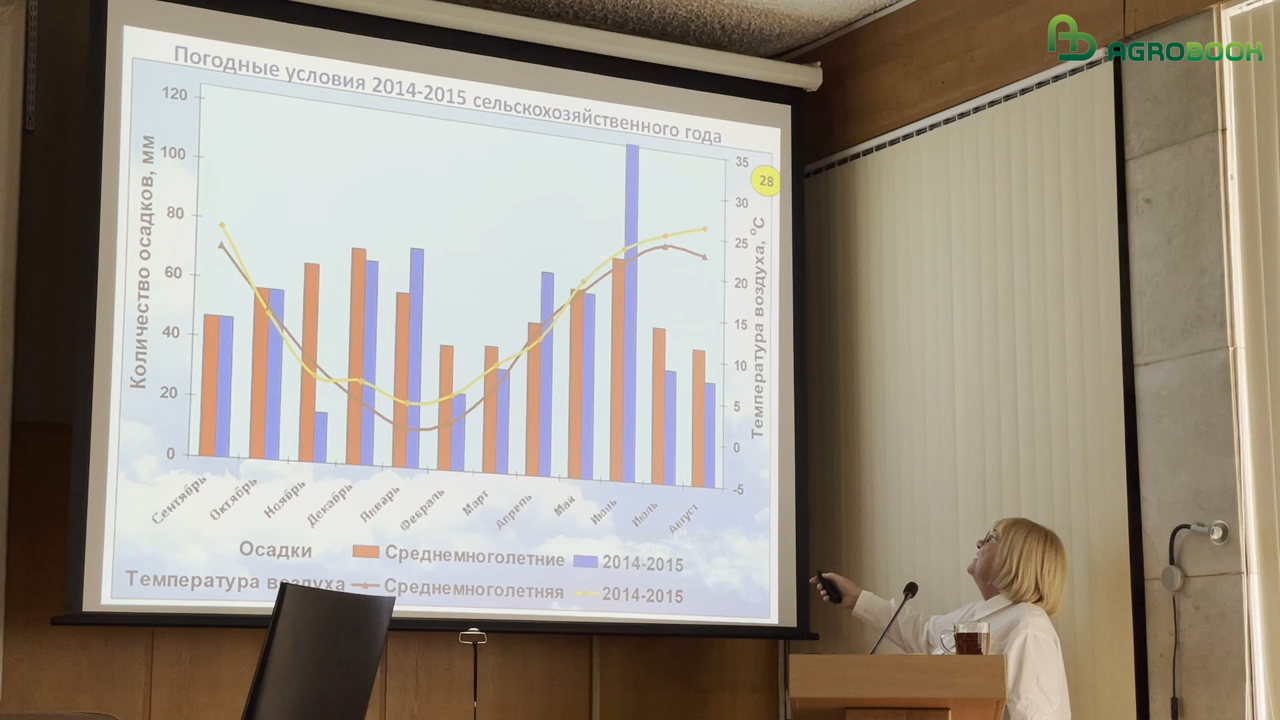 AGROBOOK
Погодные условия 2014-2015 сельскохозяйственного года
28
Количество осадков, мм
120
100
80
60
40
20
0
Температура воздуха, °С
35
30
25
20
15
10
5
0
-5
Сентябрь
Октябрь
Ноябрь
Декабрь
Январь
Февраль
Март
Апрель
Май
Июнь
Июль
Август
Осадки Среднемноголетние 2014-2015
Температура воздуха Среднемноголетняя 2014-2015